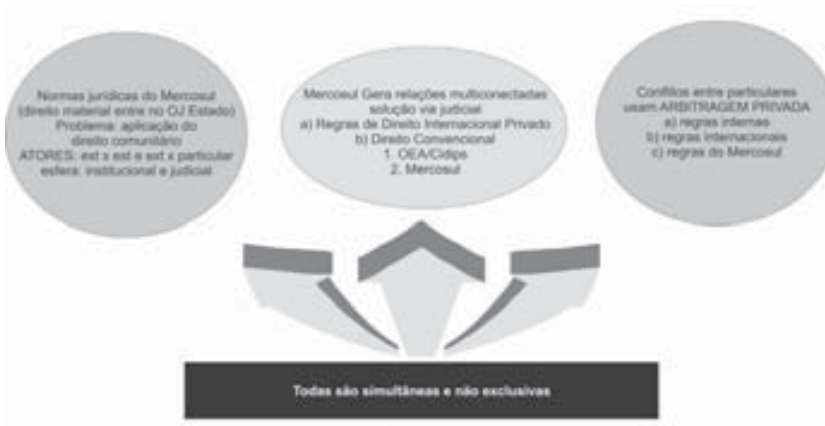 Normas jurídicas do Mercosul
(direito material entre no OJ Estado)
Problema: aplicação do
direito comunitário
ATORES: ext x est e ext x particular
esfera: institucional e judicial
Mercosul Gera relações multiconectadas
solução via judicial
a) Regras de Direito Internacional Privado
b) Direito Convencional
1. OEA/Cidips
2. Mercosul
Conflitos entre particulares
usam ARBITRAGEM PRIVADA
a) regras internas
b) regras internacionais
c) regras do Mercosul
Todas são simultâneas e não exclusivas